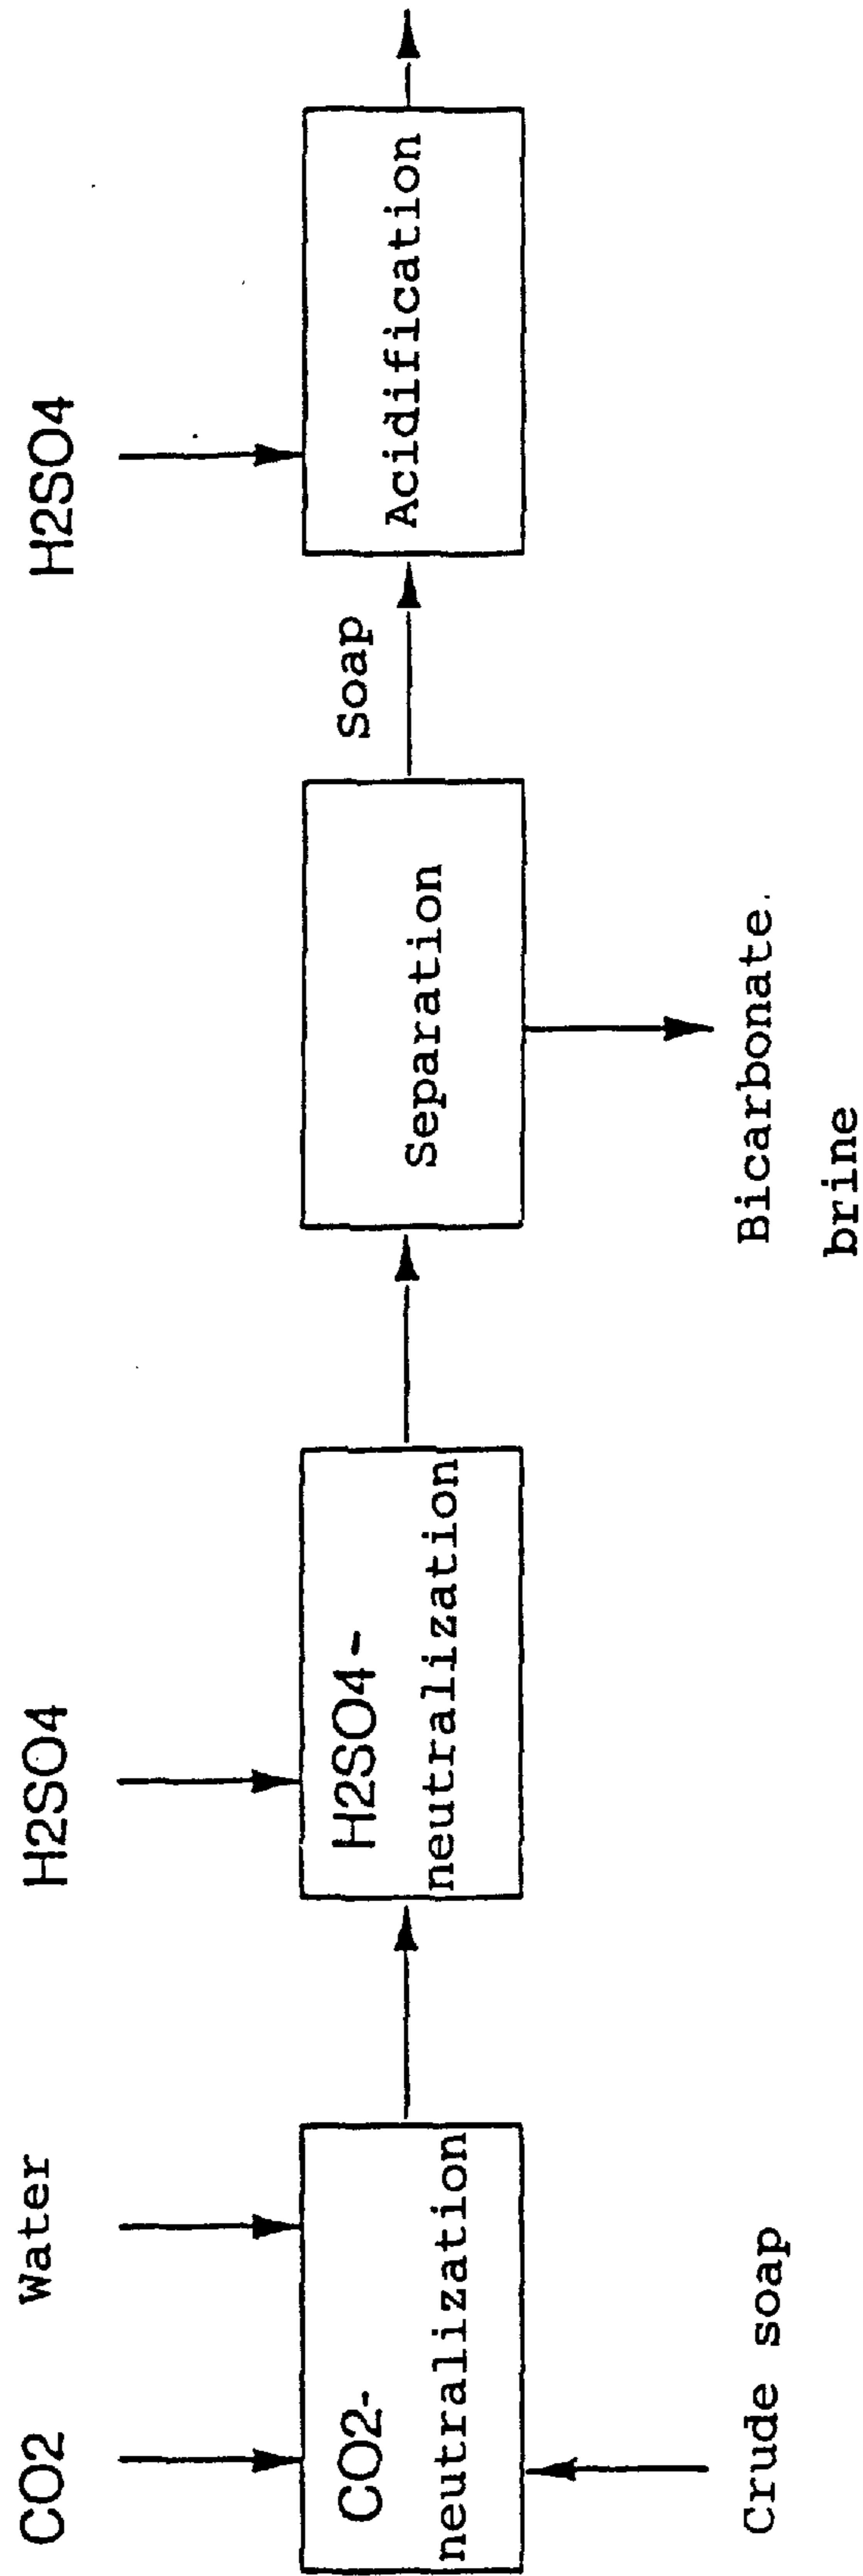 CO2
Water
H2SO4
H2SO4
CO2-
neutralization
H2SO4-
neutralization
Separation
Soap
Acidification
Crude soap
Bicarbonate
brine